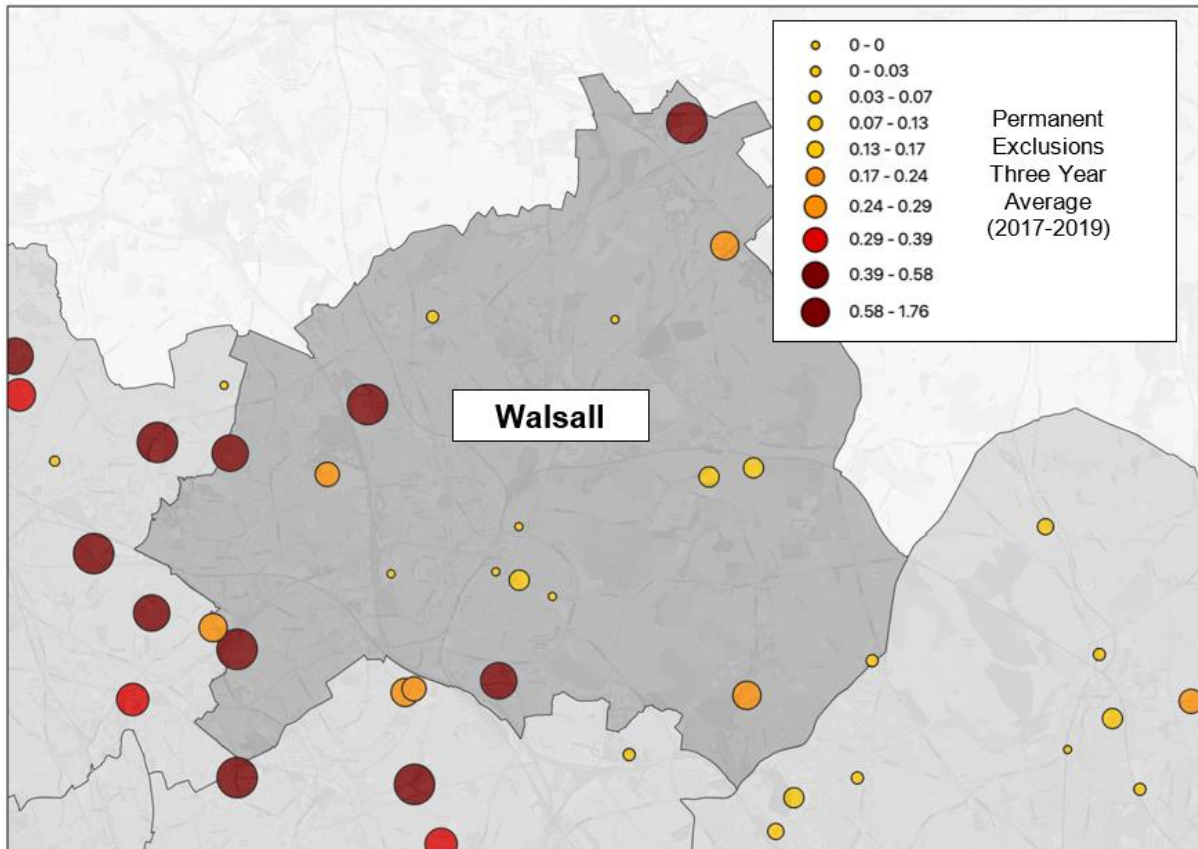 0 - 0
0 - 0.03
0.03 - 0.07
0.07 - 0.13
0.13 - 0.17
0.17 - 0.24
0.24 - 0.29
0.29 - 0.39
0.39 - 0.58
0.58 - 1.76
Permanent
Exclusions
Three Year
Average
(2017-2019)
Walsall